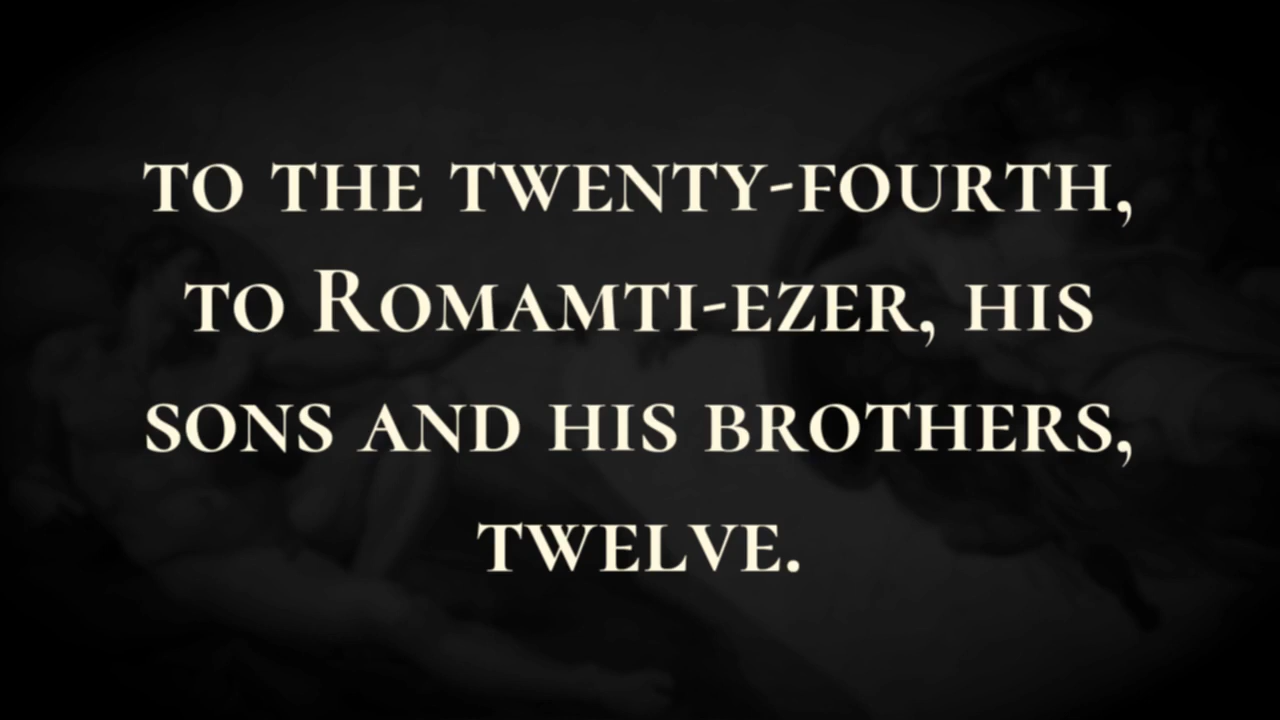 to the twenty-fourth,
to Romamti-ezer, his
sons and his brothers,
twelve.